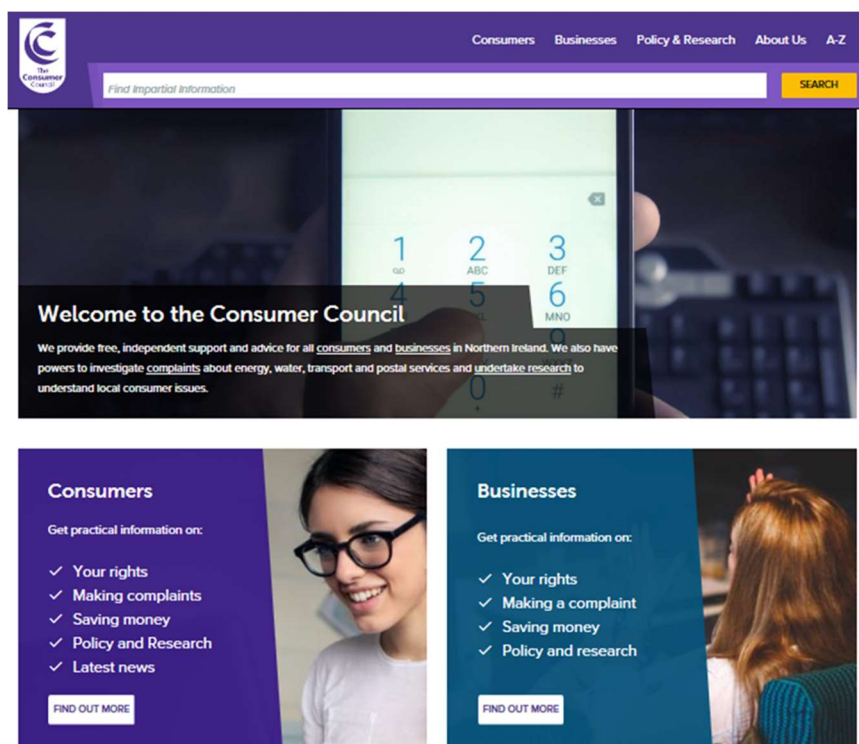 The
Consumer
Council
Consumers Businesses Policy & Research About Us A-Z
Find Impartial Information
SEARCH
1 2 3
ABC DEF
4 5 6
MNO
0 #
+
Welcome to the Consumer Council
We provide free, independent support and advice for all consumers and businesses in Northern Ireland. We also have
powers to investigate complaints about energy, water, transport and postal services and undertake research to
understand local consumer issues.
Consumers
Get practical information on:
✓ Your rights
✓ Making complaints
✓ Saving money
✓ Policy and Research
✓ Latest news
FIND OUT MORE
Businesses
Get practical information on:
✓ Your rights
✓ Making a complaint
✓ Saving money
✓ Policy and research
FIND OUT MORE